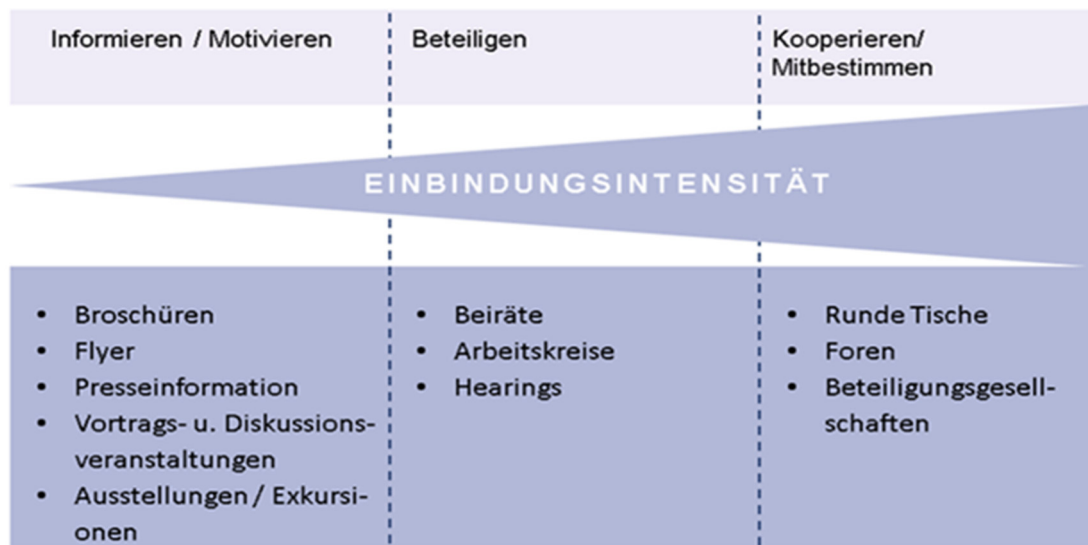 Informieren / Motivieren
Beteiligen
Kooperieren/
Mitbestimmen
EINBINDUNGSINTENSITÄT
• Broschüren
• Flyer
• Presseinformation
• Vortrags- u. Diskussions-
veranstaltungen
• Ausstellungen / Exkursi-
onen
• Beiräte
• Arbeitskreise
• Hearings
• Runde Tische
• Foren
• Beteiligungsgesell-
schaften